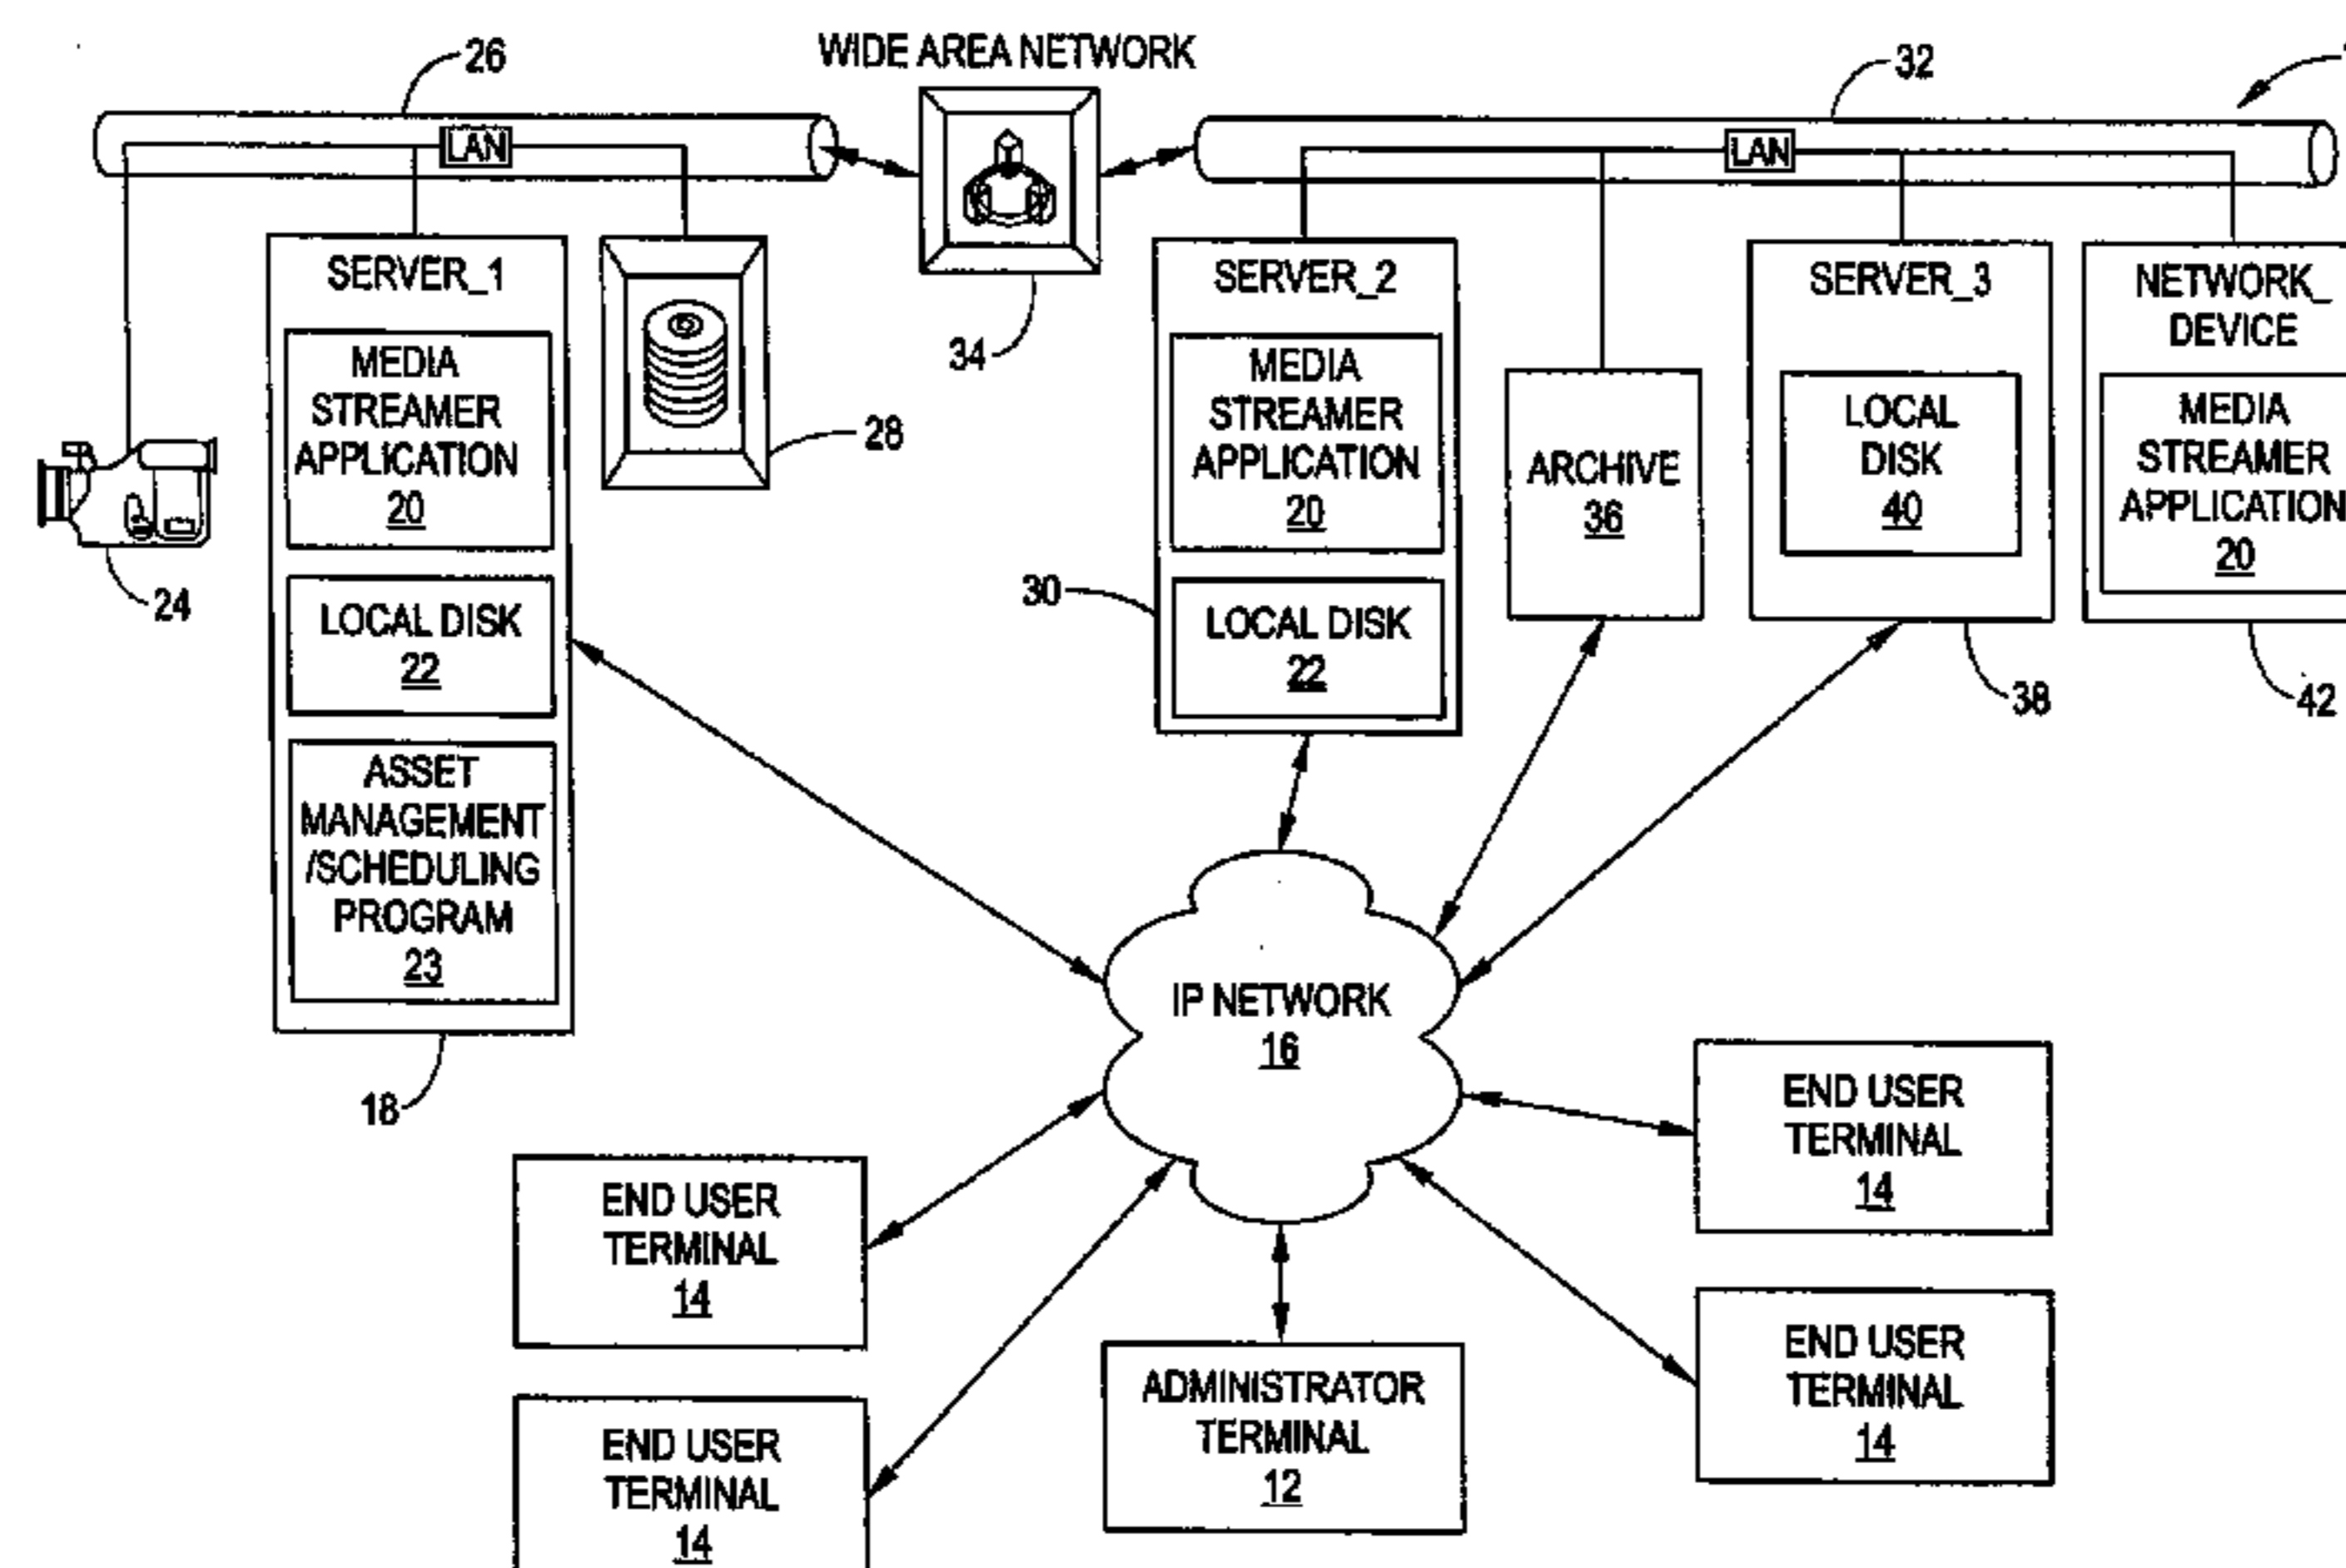 26
WIDE AREA NETWORK
32
LAN
LAN
34
SERVER_1
MEDIA
STREAMER
APPLICATION
20
LOCAL DISK
22
ASSET
MANAGEMENT
/SCHEDULING
PROGRAM
23
18
24
28
SERVER_2
MEDIA
STREAMER
APPLICATION
20
LOCAL DISK
22
30
ARCHIVE
36
SERVER_3
LOCAL
DISK
40
38
NETWORK_
DEVICE
MEDIA
STREAMER
APPLICATION
20
42
IP NETWORK
16
END USER
TERMINAL
14
END USER
TERMINAL
14
ADMINISTRATOR
TERMINAL
12
END USER
TERMINAL
14
END USER
TERMINAL
14